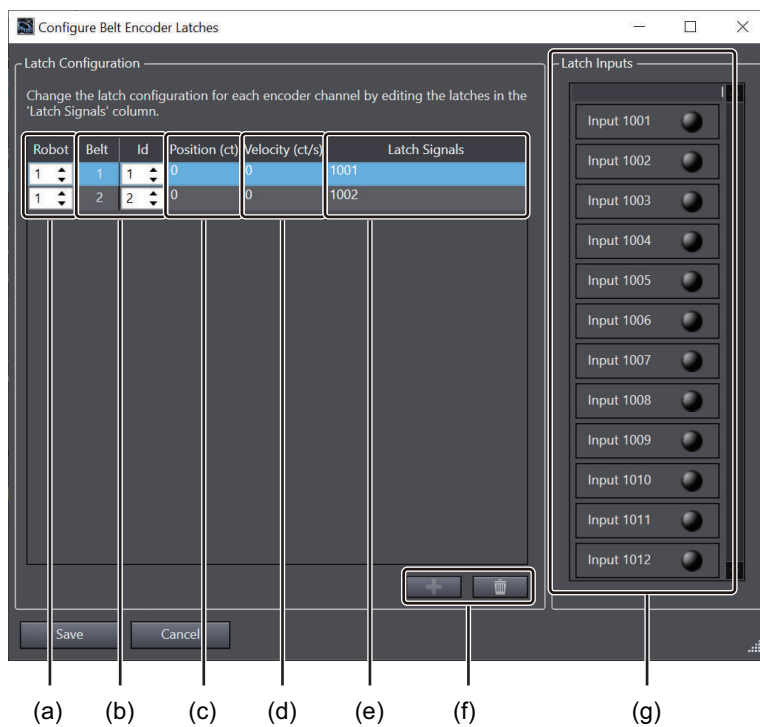 Configure Belt Encoder Latches
Latch Configuration
Change the latch configuration for each encoder channel by editing the latches in the
'Latch Signals' column.
Robot Belt Id Position (ct) Velocity (ct/s) Latch Signals
1 1 1 0 0 1001
1 2 2 0 0 1002
Latch Inputs
Input 1001
Input 1002
Input 1003
Input 1004
Input 1005
Input 1006
Input 1007
Input 1008
Input 1009
Input 1010
Input 1011
Input 1012
Save Cancel
(a) (b) (c) (d) (e) (f) (g)